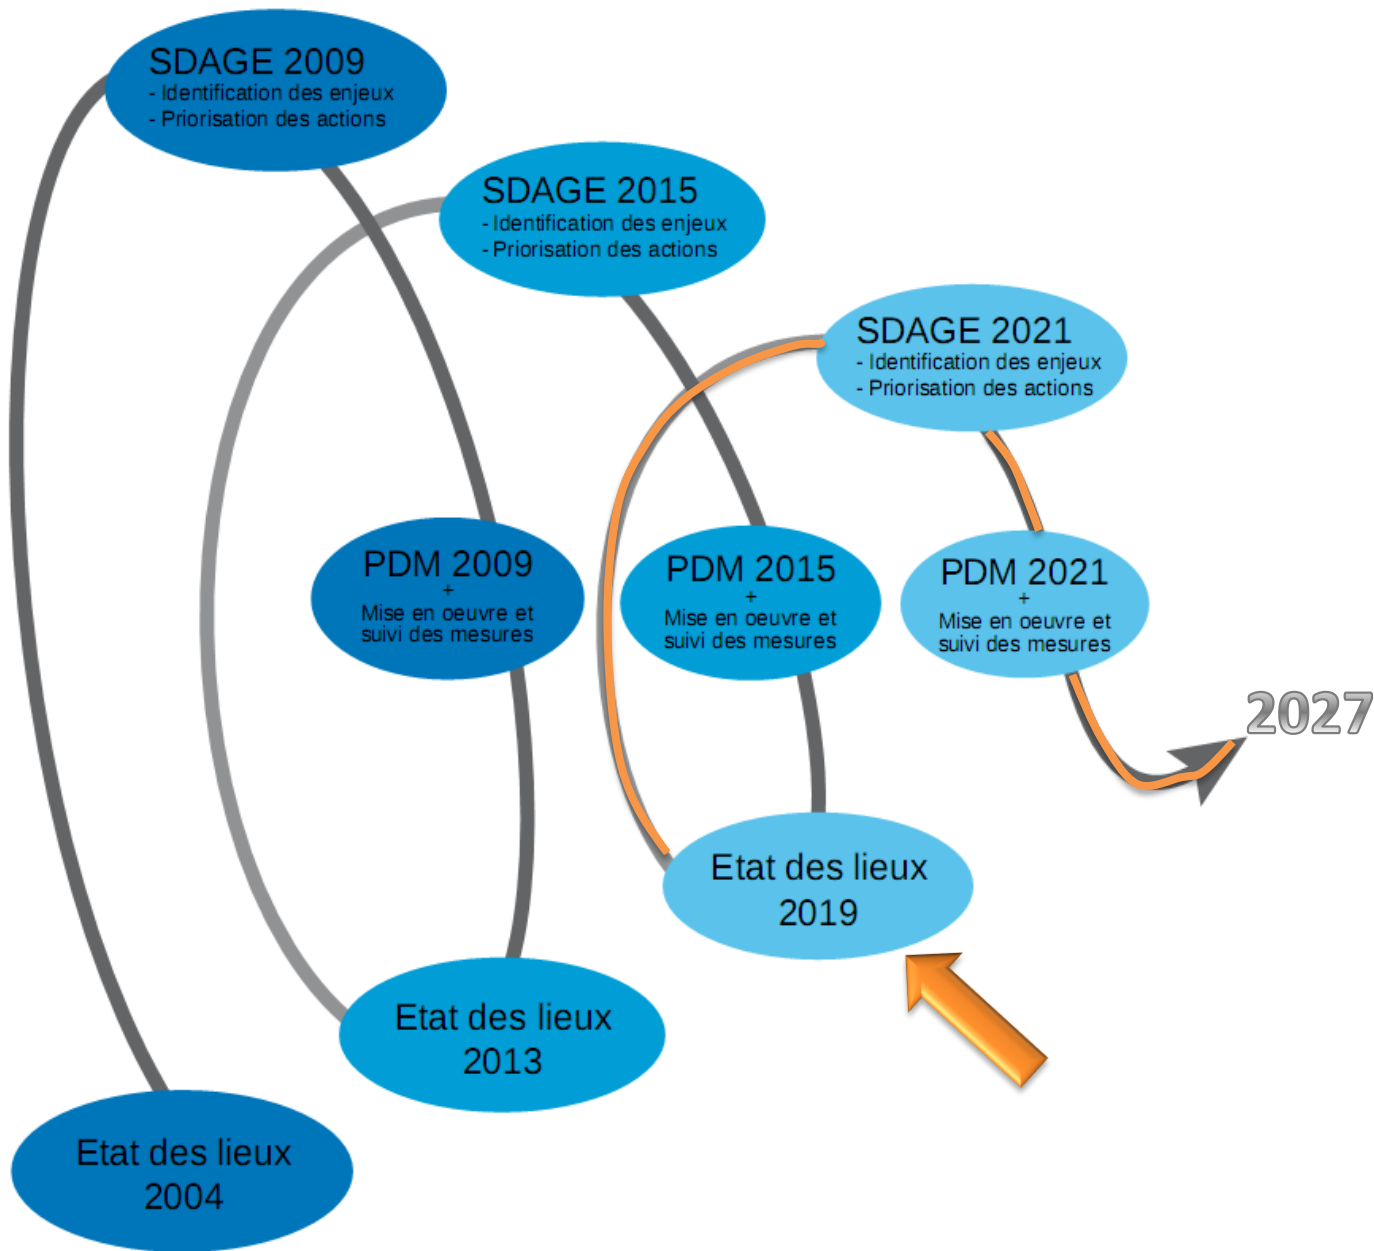 SDAGE 2009
- Identification des enjeux
- Priorisation des actions
SDAGE 2015
- Identification des enjeux
- Priorisation des actions
SDAGE 2021
- Identification des enjeux
- Priorisation des actions
PDM 2009
+
Mise en oeuvre et
suivi des mesures
PDM 2015
+
Mise en oeuvre et
suivi des mesures
PDM 2021
+
Mise en oeuvre et
suivi des mesures
2027
Etat des lieux
2019
Etat des lieux
2013
Etat des lieux
2004